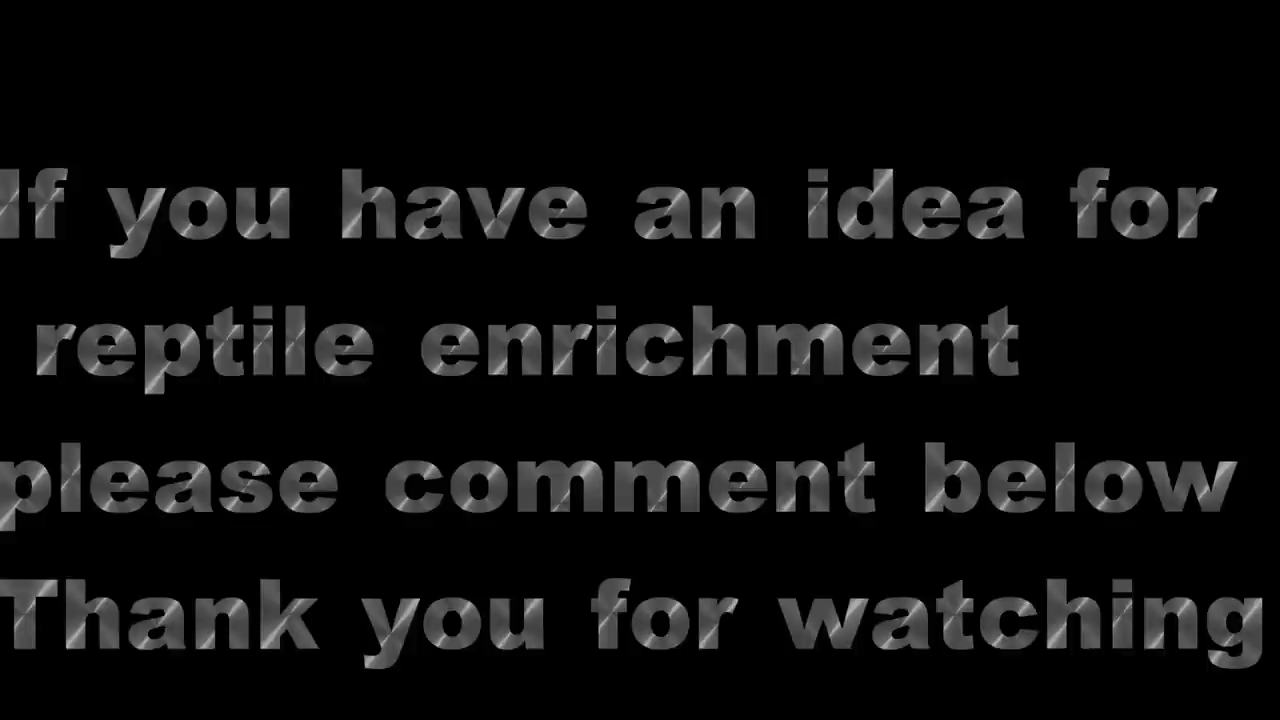 If you have an idea for
reptile enrichment
please comment below
Thank you for watching